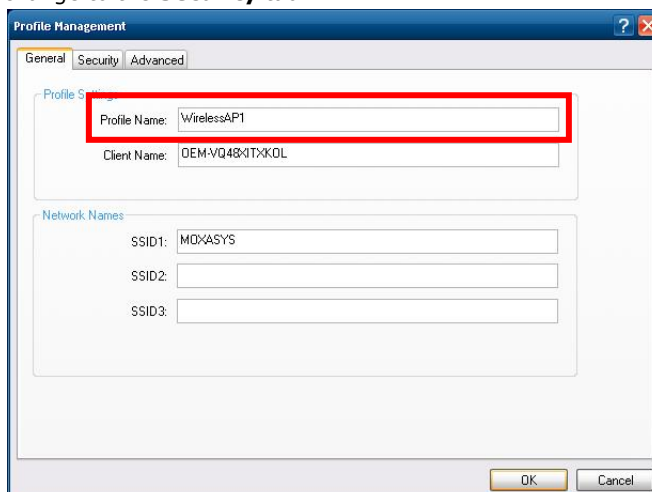 Profile Management
General Security Advanced
Profile
Profile Name: WirelessAP1
Client Name: OEM-VQ48XITXKOL
Network Names
SSID1: MOXASYS
SSID2:
SSID3:
OK Cancel